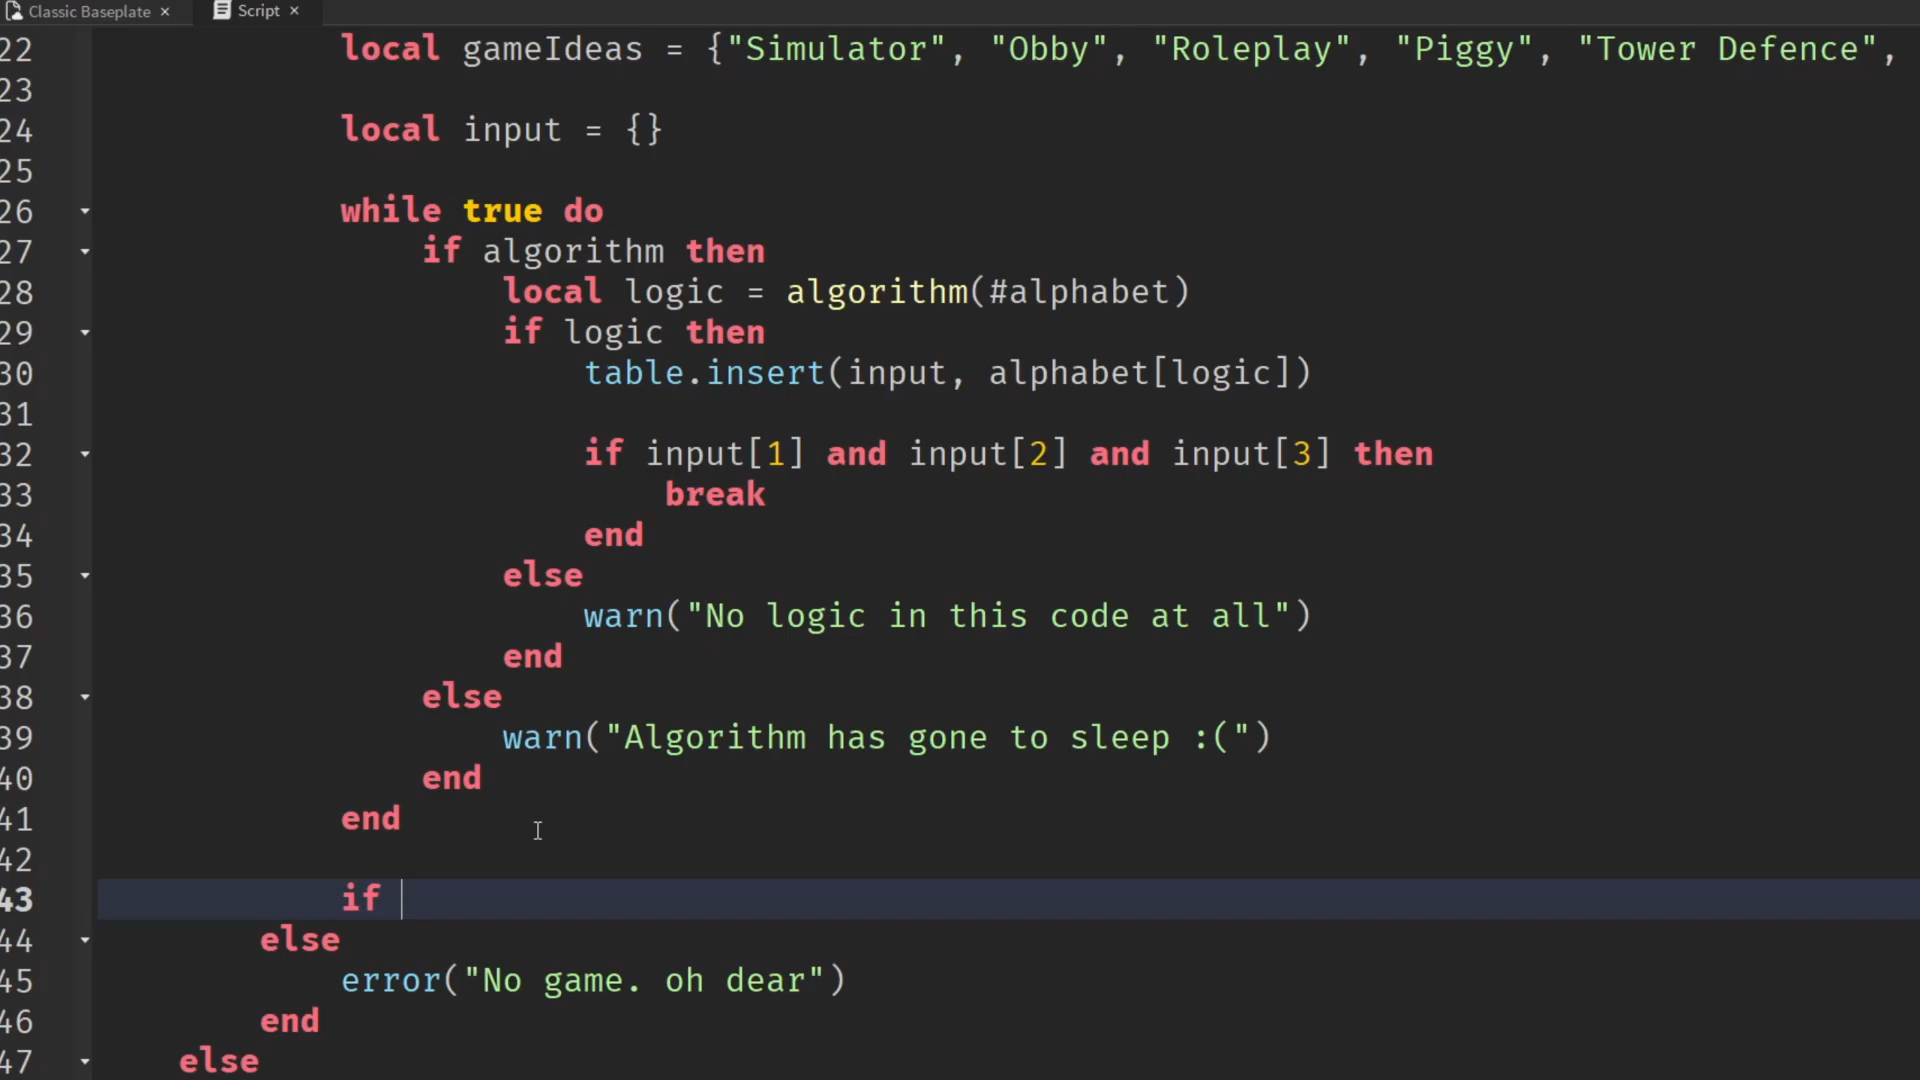 Classic Baseplate × Script ×
22 local gameIdeas = {"Simulator", "Obby", "Roleplay", "Piggy", "Tower Defence",
23
24 local input = {}
25
26 while true do
27 if algorithm then
28 local logic = algorithm(#alphabet)
29 if logic then
30 table.insert(input, alphabet[logic])
31
32 if input[1] and input[2] and input[3] then
33 break
34 end
35 else
36 warn("No logic in this code at all")
37 end
38 else
39 warn("Algorithm has gone to sleep :(")
40 end
41 end
42
43 if
44 else
45 error("No game. oh dear")
46 end
47 else